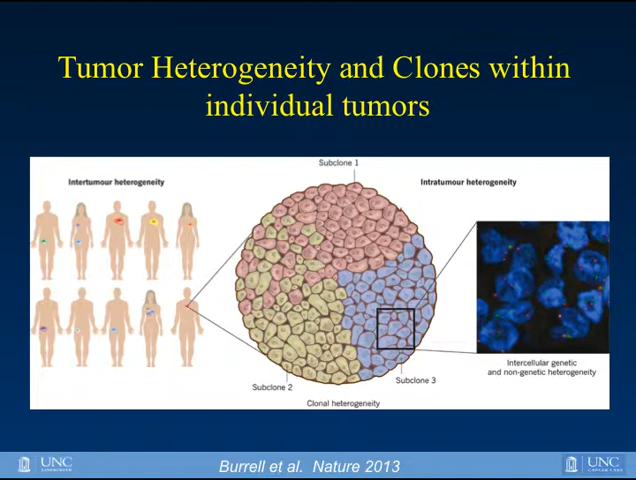 Tumor Heterogeneity and Clones within
individual tumors
Subclone 1
Intertumour heterogeneity
Intratumour heterogeneity
Intercellular genetic
and non-genetic heterogeneity
Subclone 3
Subclone 2
Clonal heterogeneity
UNC
Burrell et al. Nature 2013
UNC